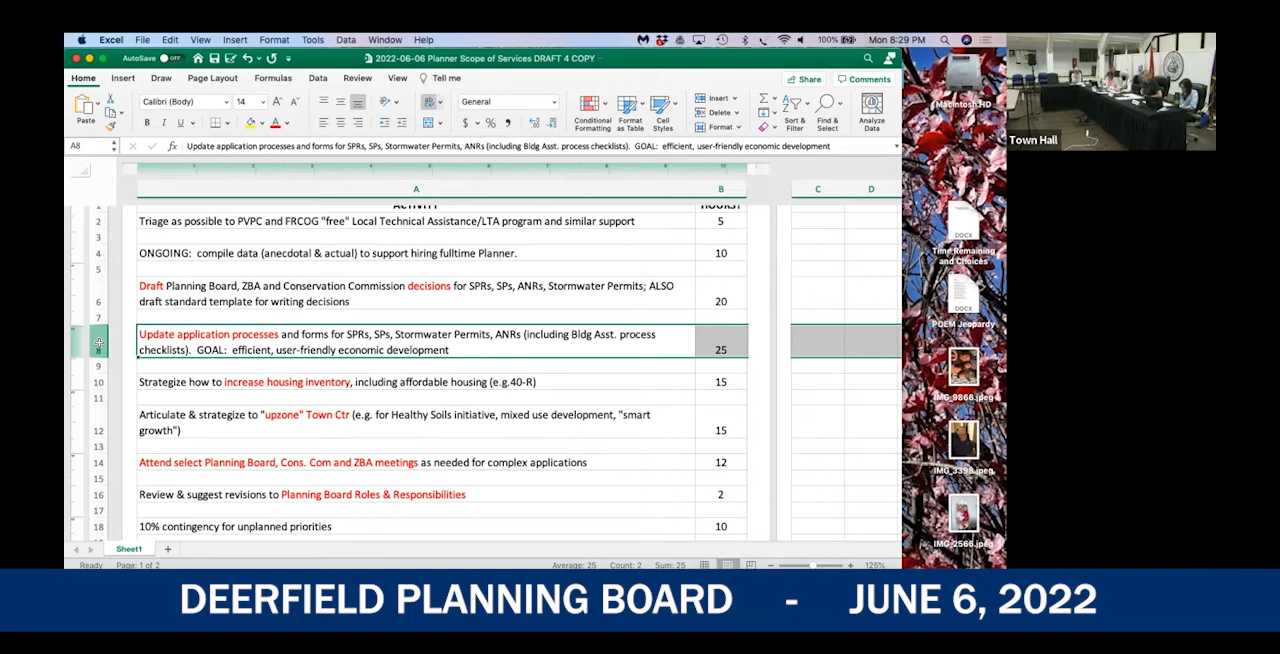 Excel File Edit View Insert Format Tools Data Window Help 100% Mon 8:29 PM
AutoSave OFF 2022-06-06 Planner Scope of Services DRAFT 4 COPY
Home Insert Draw Page Layout Formulas Data Review View Tell me Share Comments
Paste Calibri (Body) 14 General Conditional Formatting Format as Table Cell Styles Insert Delete Format Sort & Filter Find & Select Analyze Data
A8 fx Update application processes and forms for SPRs, SPs, Stormwater Permits, ANRs (including Bldg Asst. process checklists). GOAL: efficient, user-friendly economic development
A B C D
1 ACTIVITY HOURS?
2 Triage as possible to PVPC and FRCOG "free" Local Technical Assistance/LTA program and similar support 5
3
4 ONGOING: compile data (anecdotal & actual) to support hiring fulltime Planner. 10
5
Draft Planning Board, ZBA and Conservation Commission decisions for SPRs, SPs, ANRs, Stormwater Permits; ALSO
6 draft standard template for writing decisions 20
7
Update application processes and forms for SPRs, SPs, Stormwater Permits, ANRs (including Bldg Asst. process
8 checklists). GOAL: efficient, user-friendly economic development 25
9
10 Strategize how to increase housing inventory, including affordable housing (e.g.40-R) 15
11
Articulate & strategize to "upzone" Town Ctr (e.g. for Healthy Soils initiative, mixed use development, "smart
12 growth") 15
13
14 Attend select Planning Board, Cons. Com and ZBA meetings as needed for complex applications 12
15
16 Review & suggest revisions to Planning Board Roles & Responsibilities 2
17
18 10% contingency for unplanned priorities 10
Sheet1
Ready Page: 1 of 2 Average: 25 Count: 2 Sum: 25 125%
Macintosh HD
DOCX
Time Remaining
and Choices
DOCX
POEM Jeopardy
IMG_9866.jpeg
IMG_3398.jpeg
IMG_2566.jpeg
Town Hall
DEERFIELD PLANNING BOARD - JUNE 6, 2022